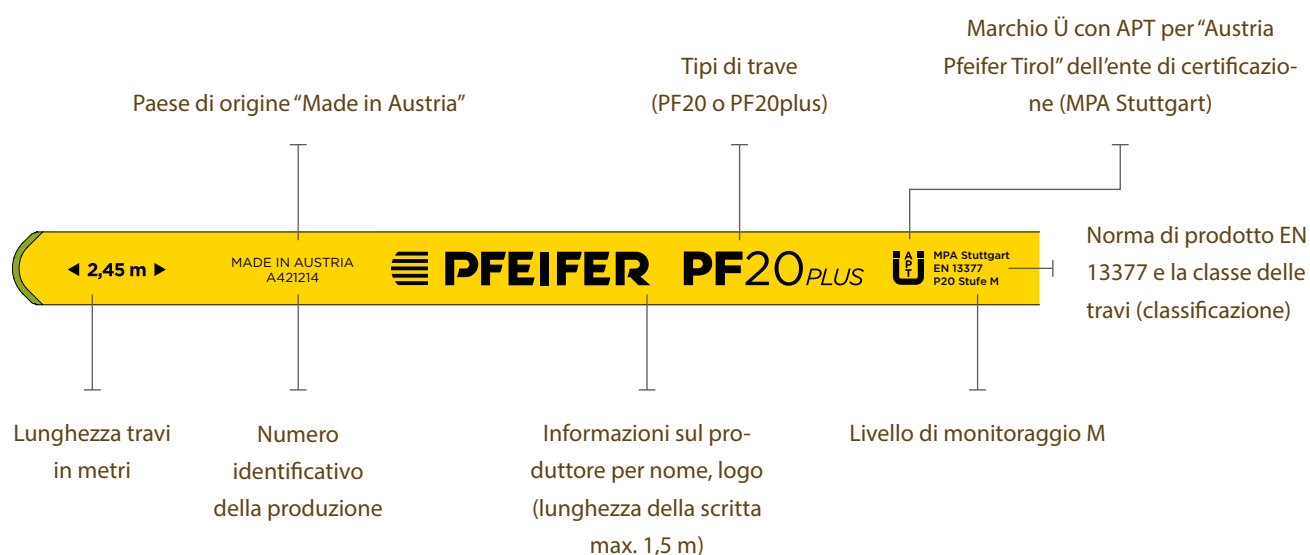 Marchio Ü con APT per “Austria
Pfeifer Tirol” dell’ente di certificazio-
ne (MPA Stuttgart)
Tipi di trave
(PF20 o PF20plus)
Paese di origine “Made in Austria”
Norma di prodotto EN
13377 e la classe delle
travi (classificazione)
◄ 2,45 m ►
MADE IN AUSTRIA
A421214
PFEIFER
PF20 PLUS
APT
Ü
MPA Stuttgart
EN 13377
P20 Stufe M
Lunghezza travi
in metri
Numero
identificativo
della produzione
Informazioni sul pro-
duttore per nome, logo
(lunghezza della scritta
max. 1,5 m)
Livello di monitoraggio M